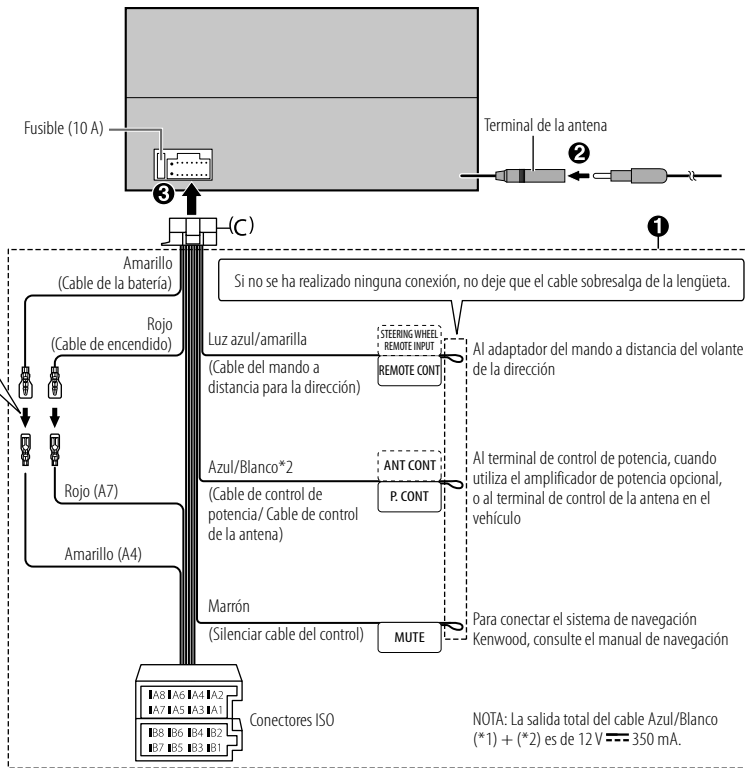 Fusible (10 A)
Terminal de la antena
❷
❸
(C)
❶
Amarillo
(Cable de la batería)
Si no se ha realizado ninguna conexión, no deje que el cable sobresalga de la lengüeta.
Rojo
(Cable de encendido)
Luz azul/amarilla
(Cable del mando a
distancia para la dirección)
STEERING WHEEL
REMOTE INPUT
REMOTE CONT
Al adaptador del mando a distancia del volante
de la dirección
Azul/Blanco*2
(Cable de control de
potencia/ Cable de control
de la antena)
ANT CONT
P. CONT
Al terminal de control de potencia, cuando
utiliza el amplificador de potencia opcional,
o al terminal de control de la antena en el
vehículo
Rojo (A7)
Amarillo (A4)
Marrón
(Silenciar cable del control)
MUTE
Para conectar el sistema de navegación
Kenwood, consulte el manual de navegación
A8 A6 A4 A2
A7 A5 A3 A1
B8 B6 B4 B2
B7 B5 B3 B1
Conectores ISO
NOTA: La salida total del cable Azul/Blanco
(*1) + (*2) es de 12 V ⎓ 350 mA.